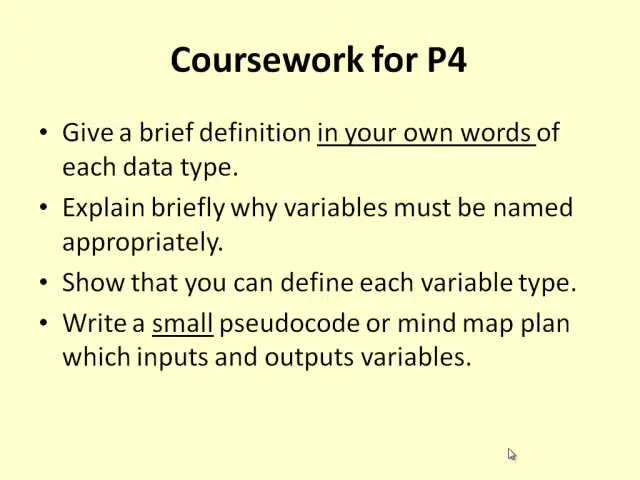 Coursework for P4
• Give a brief definition in your own words of
each data type.
• Explain briefly why variables must be named
appropriately.
• Show that you can define each variable type.
• Write a small pseudocode or mind map plan
which inputs and outputs variables.